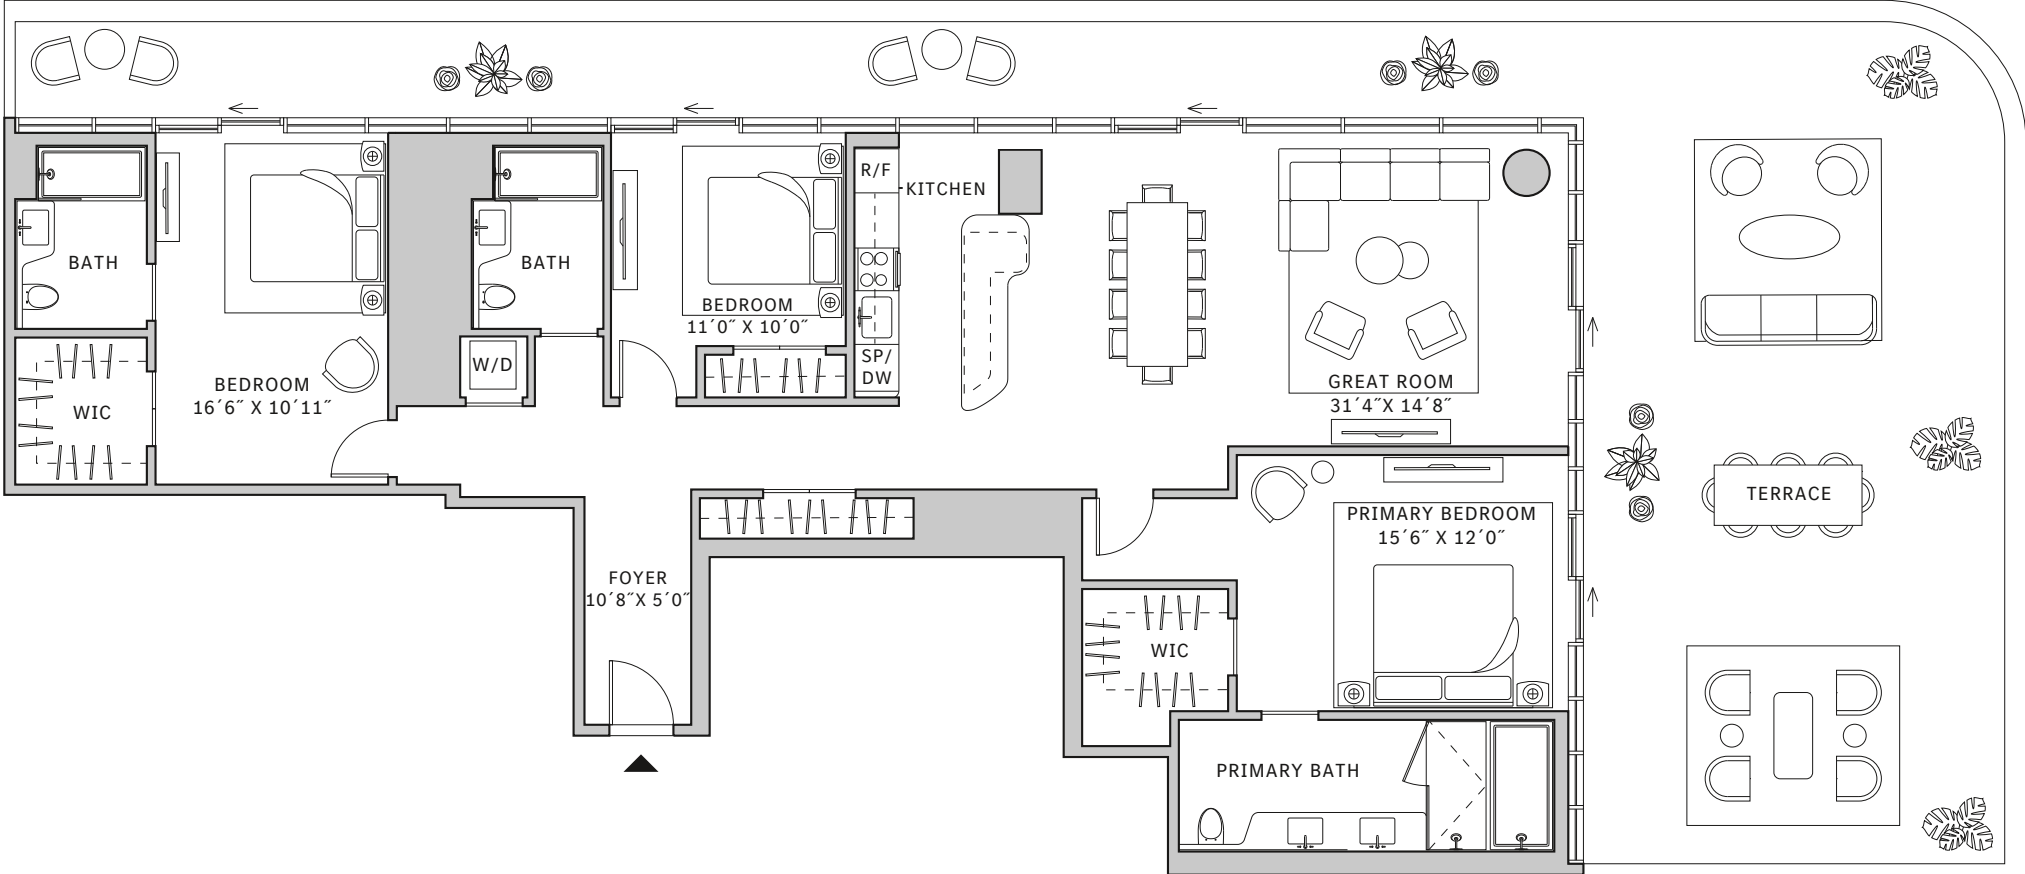 R/F
KITCHEN
BATH
BATH
BEDROOM
11´0˝ X 10´0˝
SP/
DW
W/D
BEDROOM
16´6˝ X 10´11˝
WIC
GREAT ROOM
31´4˝X 14´8˝
TERRACE
PRIMARY BEDROOM
15´6˝ X 12´0˝
FOYER
10´8˝X 5´0˝
WIC
PRIMARY BATH